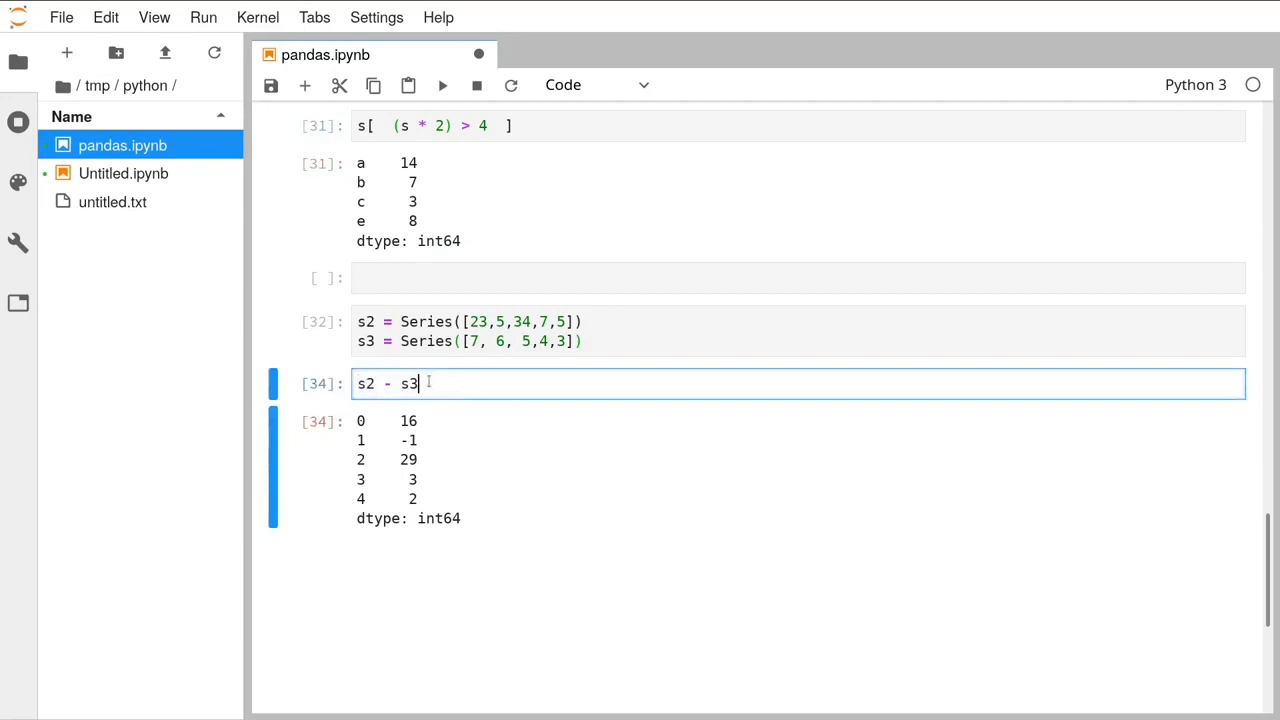 File Edit View Run Kernel Tabs Settings Help
pandas.ipynb
/ tmp / python /
Code
Python 3
Name
pandas.ipynb
Untitled.ipynb
untitled.txt
[31]: s[  (s * 2) > 4  ]
[31]: a    14
b     7
c     3
e     8
dtype: int64
[ ]:
[32]: s2 = Series([23,5,34,7,5])
s3 = Series([7, 6, 5,4,3])
[34]: s2 - s3
[34]: 0    16
1    -1
2    29
3     3
4     2
dtype: int64